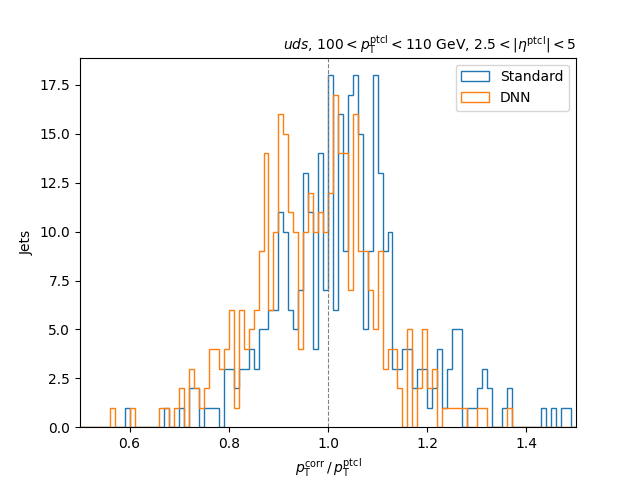 uds, 100 < p_T^ptcl < 110 GeV, 2.5 < |η^ptcl| < 5
17.5
15.0
12.5
10.0
7.5
5.0
2.5
0.0
Jets
Standard
DNN
0.6 0.8 1.0 1.2 1.4
p_T^corr / p_T^ptcl